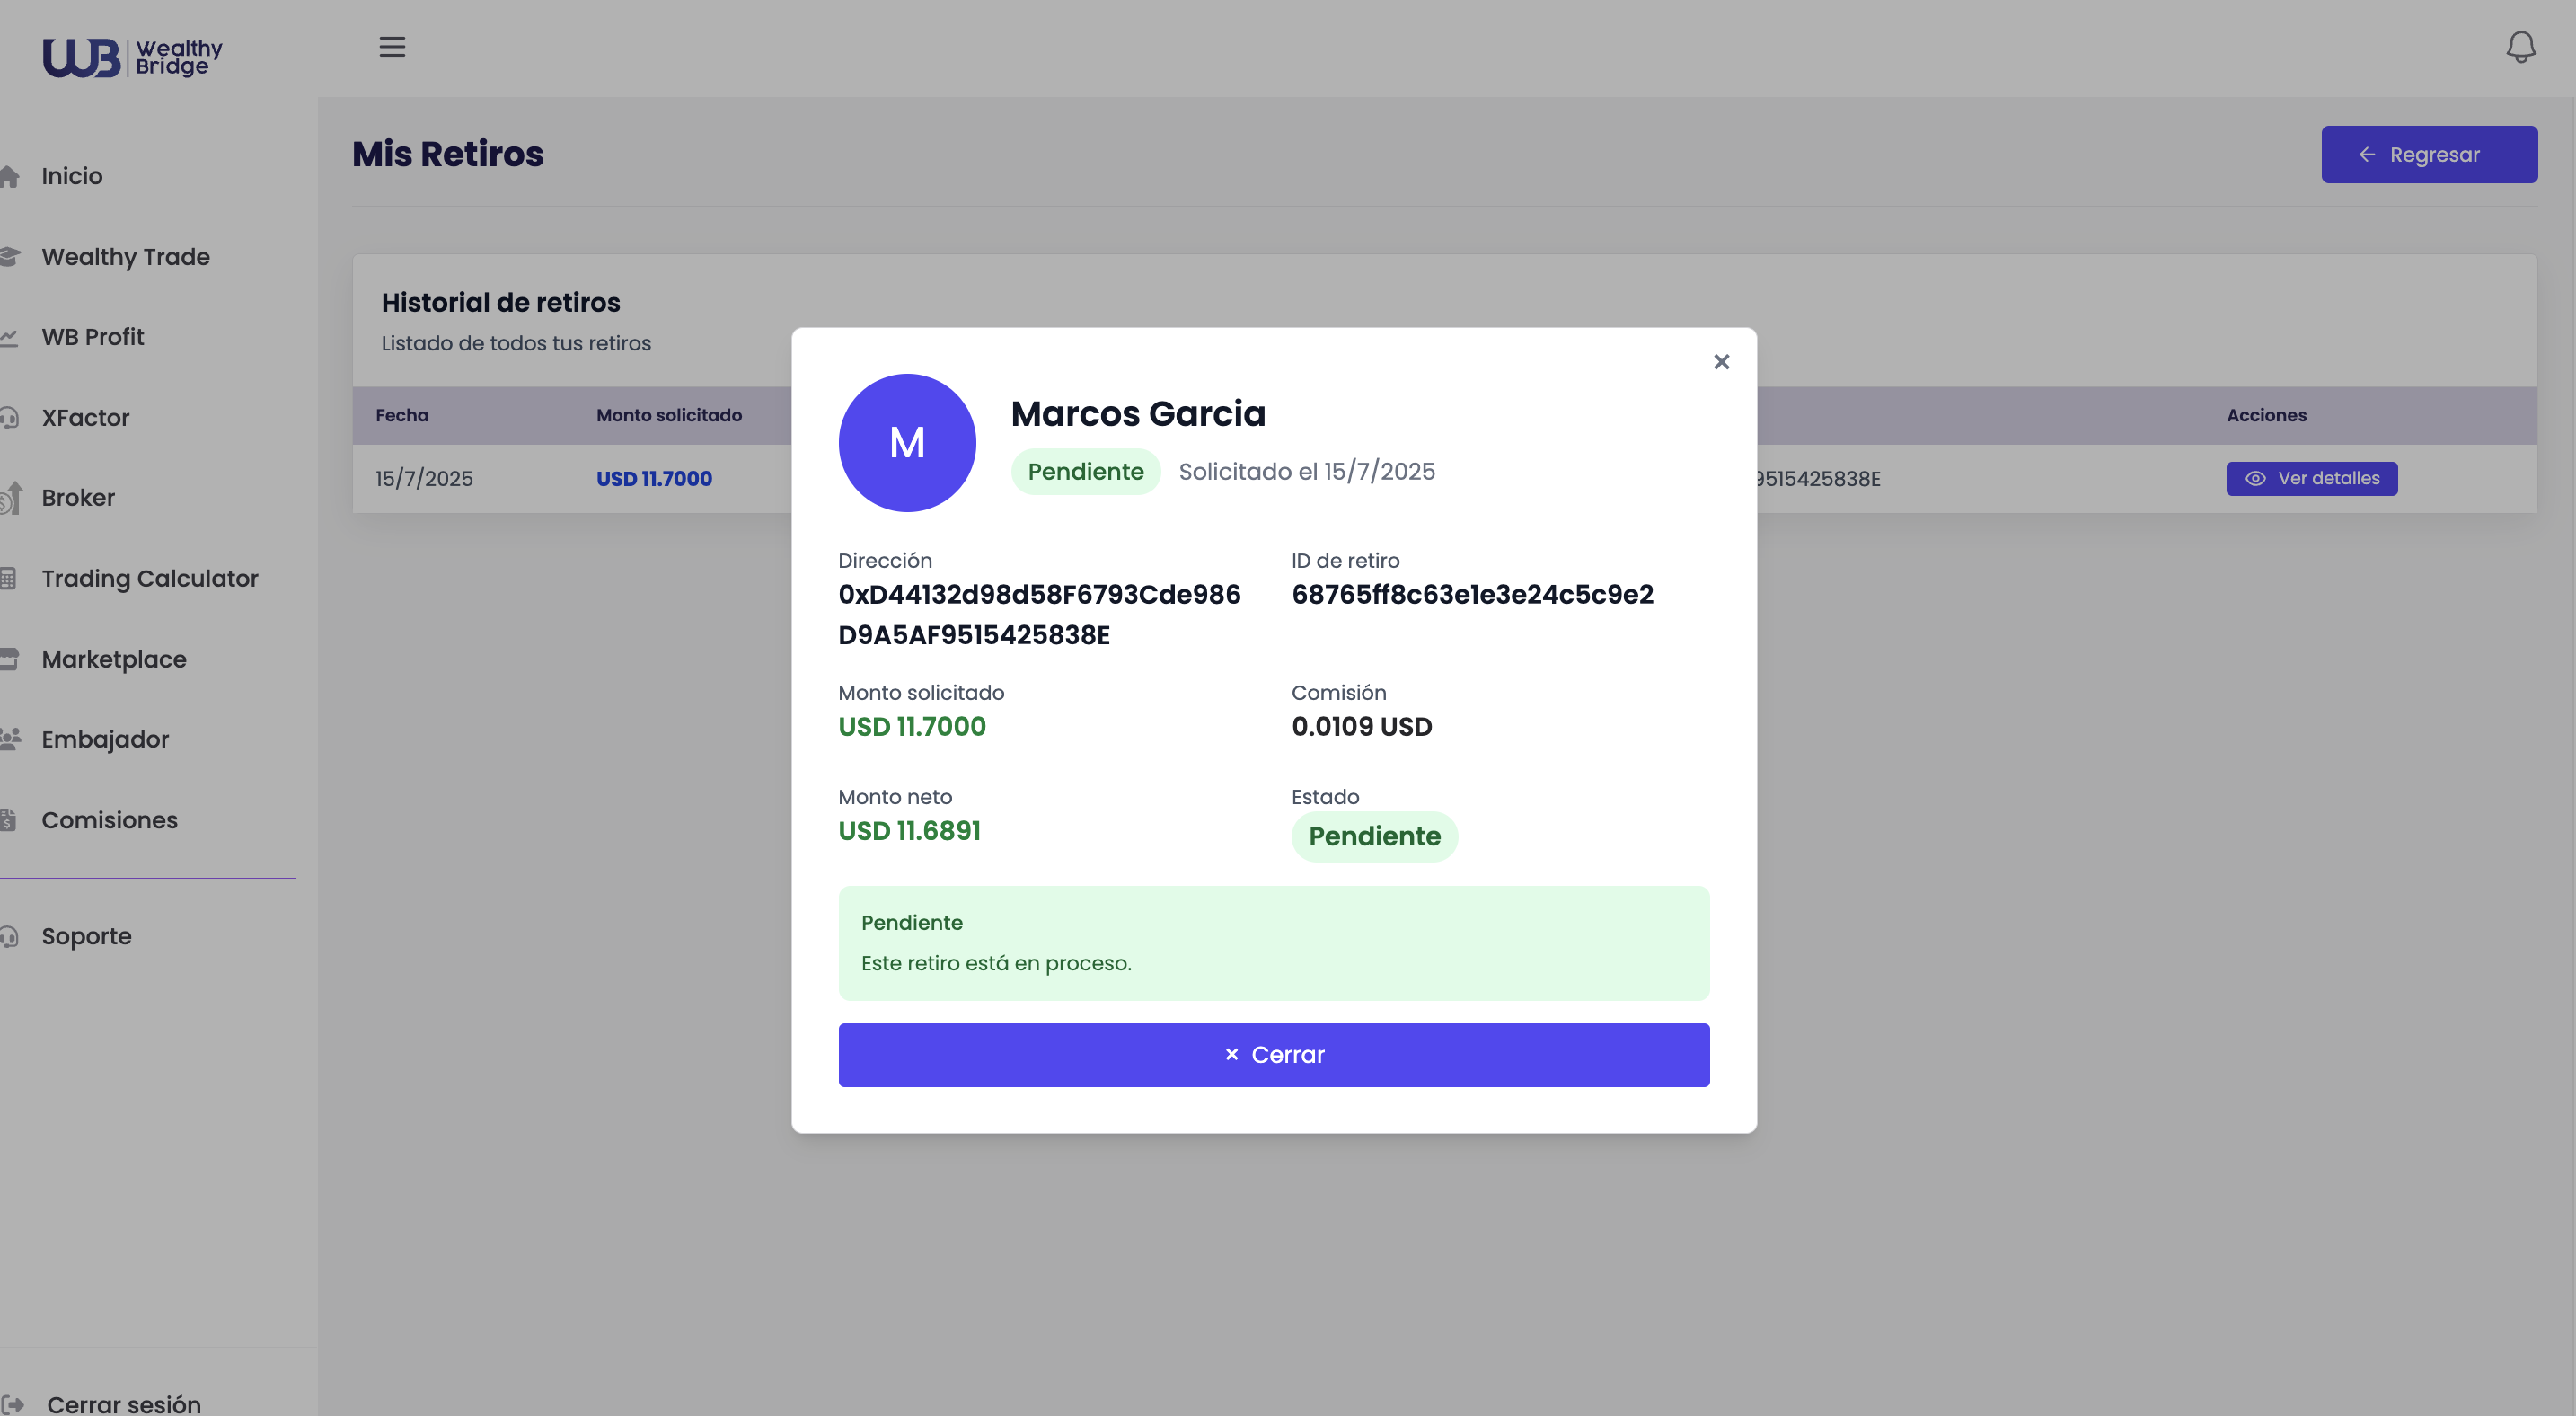 WB Wealthy
Bridge
Inicio
Wealthy Trade
WB Profit
XFactor
Broker
Trading Calculator
Marketplace
Embajador
Comisiones
Soporte
Cerrar sesión
Mis Retiros
← Regresar
Historial de retiros
Listado de todos tus retiros
Fecha Monto solicitado Acciones
15/7/2025 USD 11.7000 9515425838E Ver detalles
×
M
Marcos Garcia
Pendiente Solicitado el 15/7/2025
Dirección
0xD44132d98d58F6793Cde986
D9A5AF9515425838E
ID de retiro
68765ff8c63e1e3e24c5c9e2
Monto solicitado
USD 11.7000
Comisión
0.0109 USD
Monto neto
USD 11.6891
Estado
Pendiente
Pendiente
Este retiro está en proceso.
× Cerrar